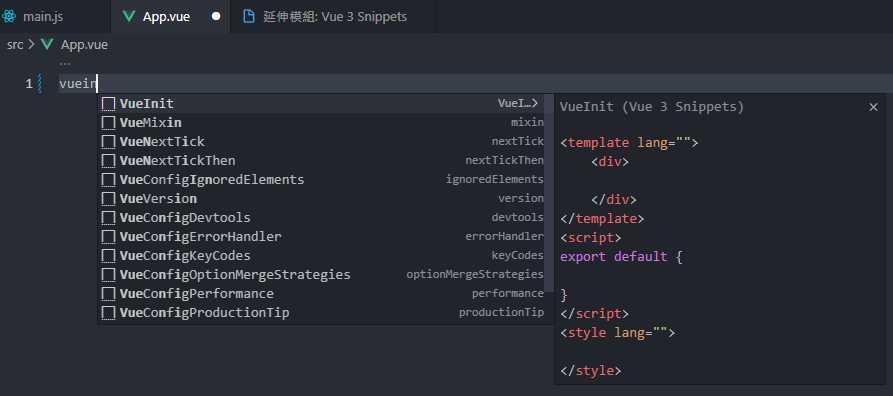 main.js
App.vue
延伸模組: Vue 3 Snippets
src > App.vue
...
1 vuein
VueInit VueI...>
VueMixin mixin
VueNextTick nextTick
VueNextTickThen nextTickThen
VueConfigIgnoredElements ignoredElements
VueVersion version
VueConfigDevtools devtools
VueConfigErrorHandler errorHandler
VueConfigKeyCodes keyCodes
VueConfigOptionMergeStrategies optionMergeStrategies
VueConfigPerformance performance
VueConfigProductionTip productionTip
VueInit (Vue 3 Snippets) ×
<template lang="">
    <div>

    </div>
</template>
<script>
export default {

}
</script>
<style lang="">

</style>